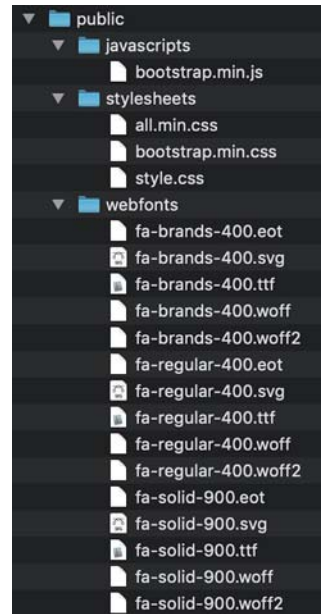 public
javascripts
bootstrap.min.js
stylesheets
all.min.css
bootstrap.min.css
style.css
webfonts
fa-brands-400.eot
fa-brands-400.svg
fa-brands-400.ttf
fa-brands-400.woff
fa-brands-400.woff2
fa-regular-400.eot
fa-regular-400.svg
fa-regular-400.ttf
fa-regular-400.woff
fa-regular-400.woff2
fa-solid-900.eot
fa-solid-900.svg
fa-solid-900.ttf
fa-solid-900.woff
fa-solid-900.woff2